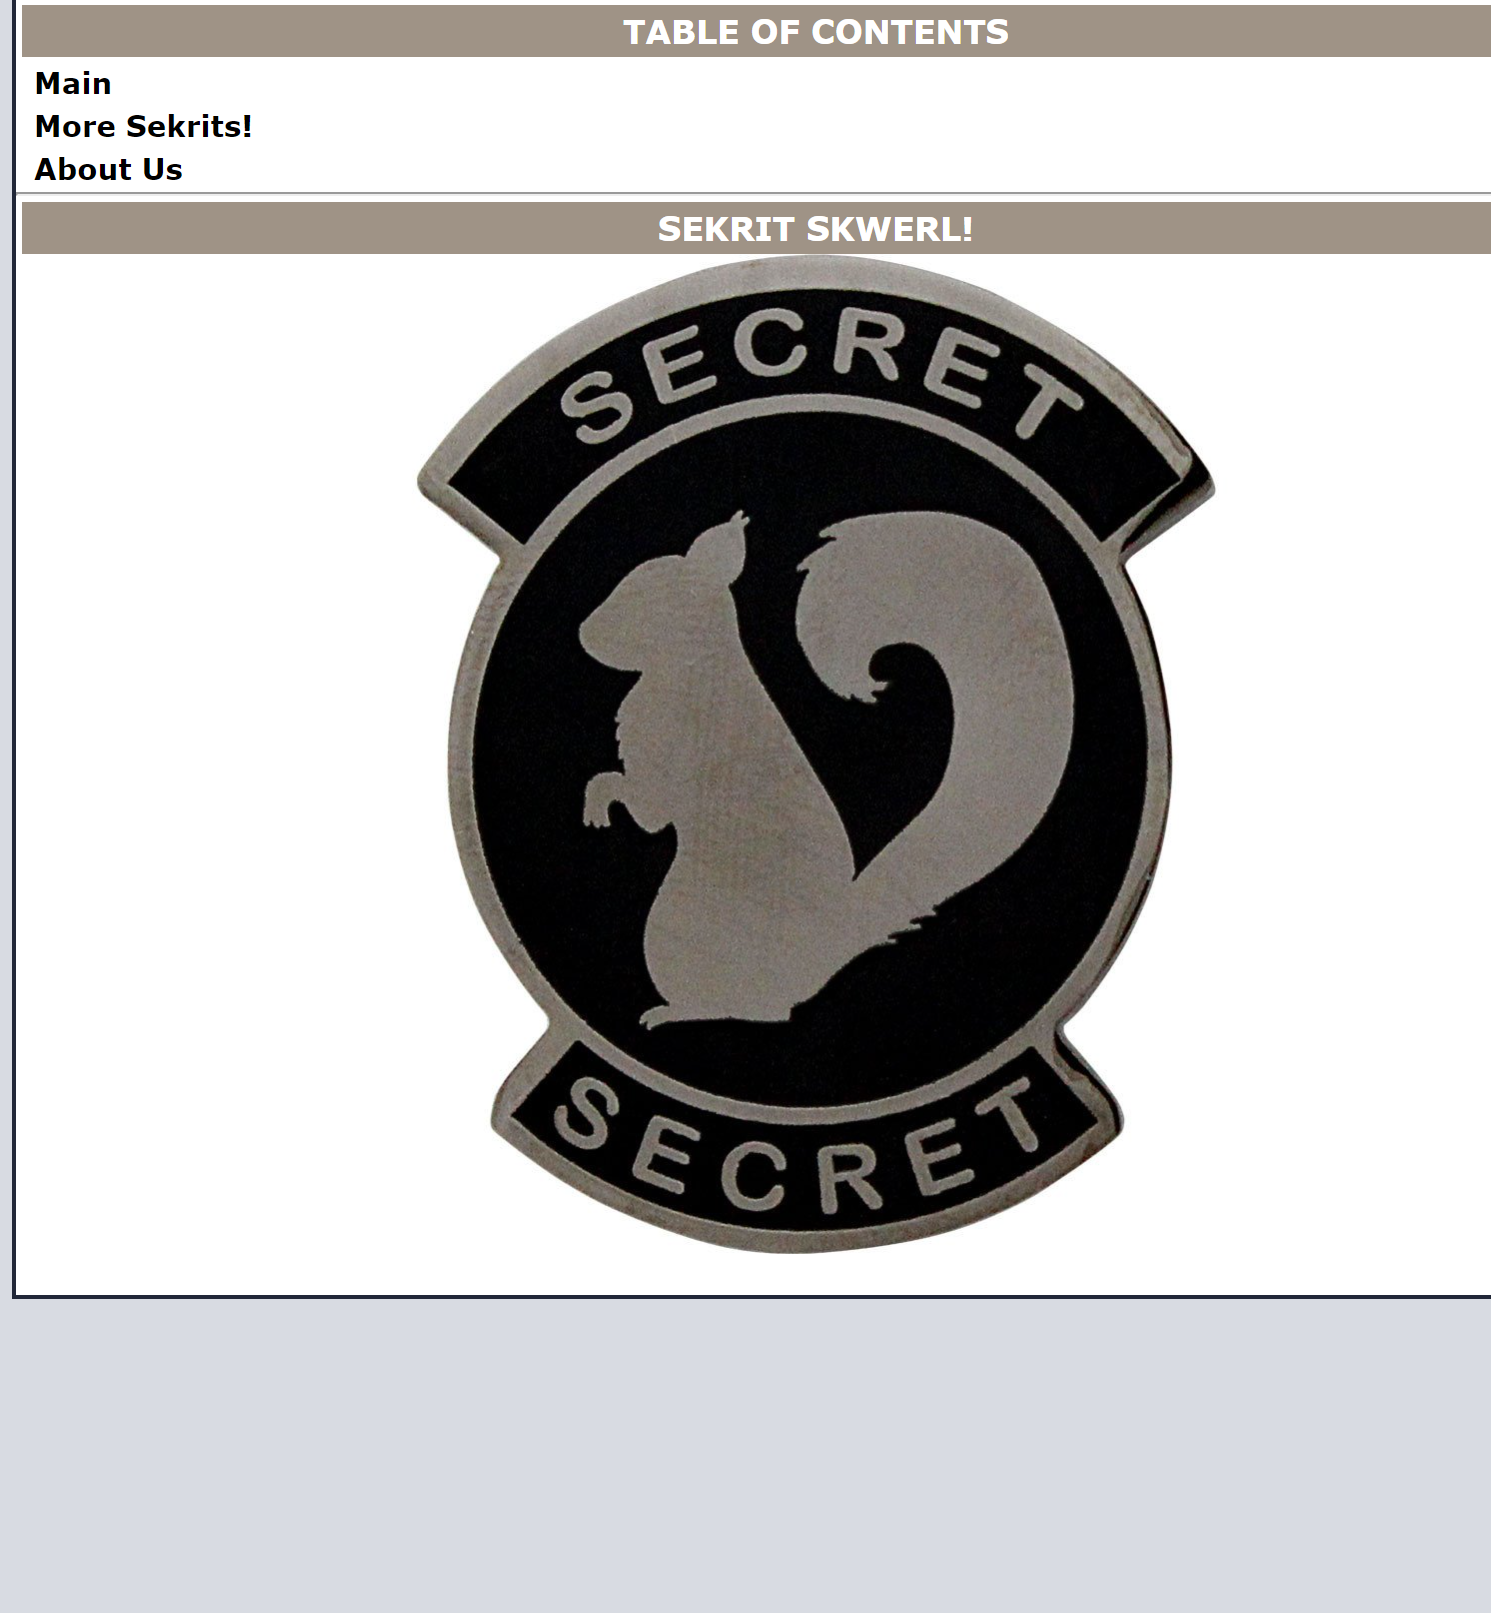 TABLE OF CONTENTS
Main
More Sekrits!
About Us
SEKRIT SKWERL!
SECRET
SECRET